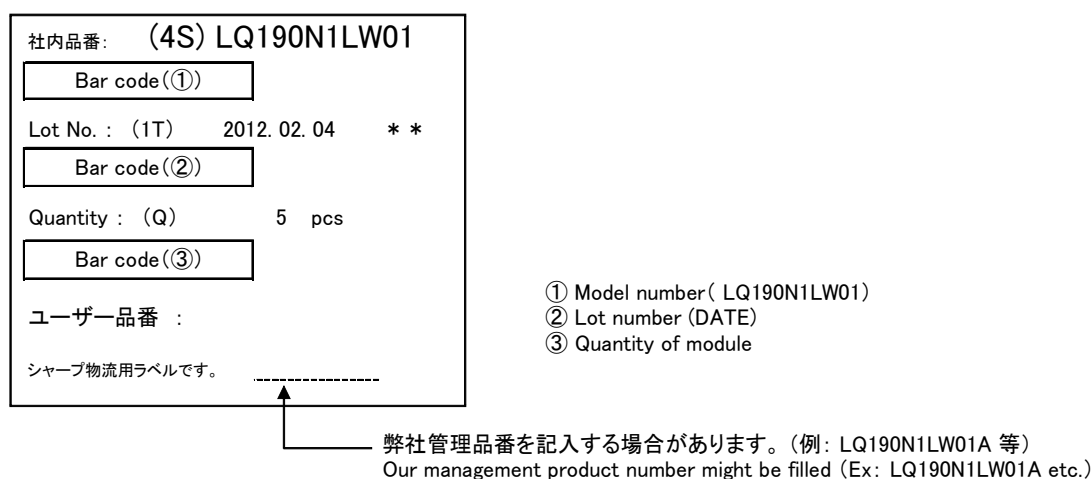 社内品番: (4S) LQ190N1LW01
Bar code(①)
Lot No. : (1T) 2012. 02. 04 * *
Bar code(②)
Quantity : (Q) 5 pcs
Bar code(③)
ユーザー品番 :
シャープ物流用ラベルです。
① Model number( LQ190N1LW01)
② Lot number (DATE)
③ Quantity of module
弊社管理品番を記入する場合があります。(例: LQ190N1LW01A 等)
Our management product number might be filled (Ex: LQ190N1LW01A etc.)